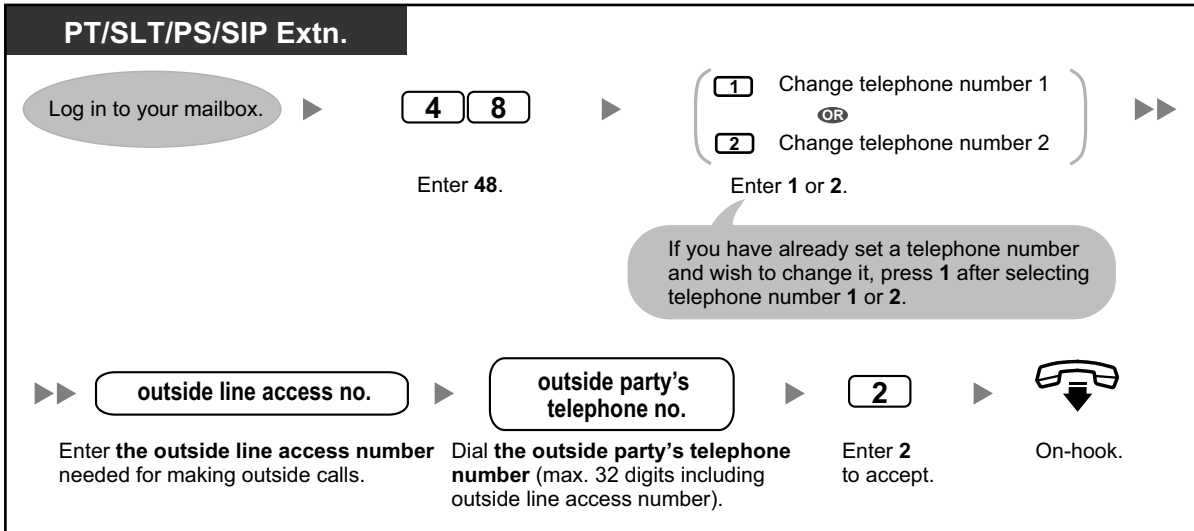 PT/SLT/PS/SIP Extn.
Log in to your mailbox.
4 8
Enter 48.
1 Change telephone number 1
OR
2 Change telephone number 2
Enter 1 or 2.
If you have already set a telephone number
and wish to change it, press 1 after selecting
telephone number 1 or 2.
outside line access no.
Enter the outside line access number
needed for making outside calls.
outside party's
telephone no.
Dial the outside party's telephone
number (max. 32 digits including
outside line access number).
2
Enter 2
to accept.
On-hook.